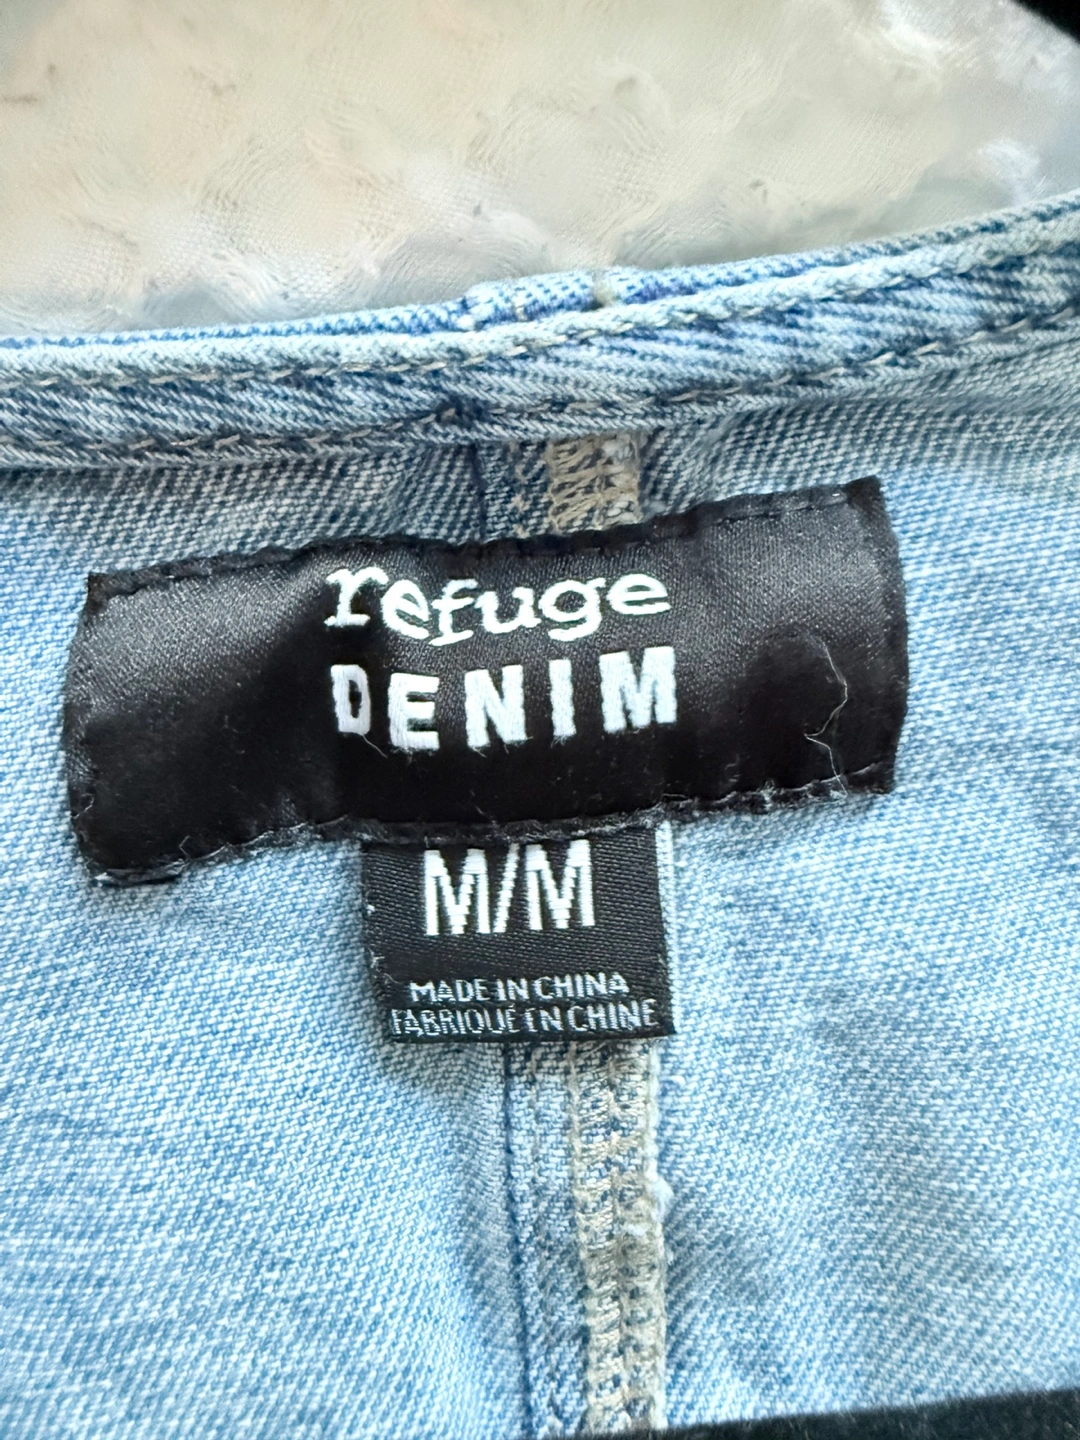 refuge
DENIM
M/M
MADE IN CHINA
FABRIQUÉ EN CHINE